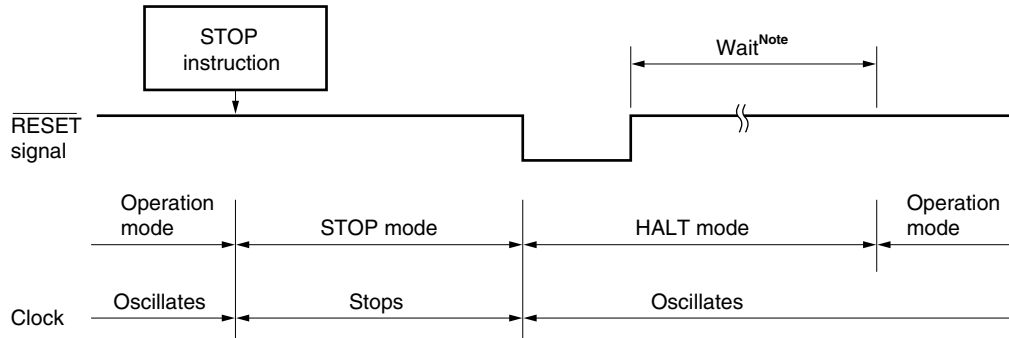 STOP
instruction
Wait^Note
RESET
signal
Operation
mode
STOP mode
HALT mode
Operation
mode
Clock
Oscillates
Stops
Oscillates